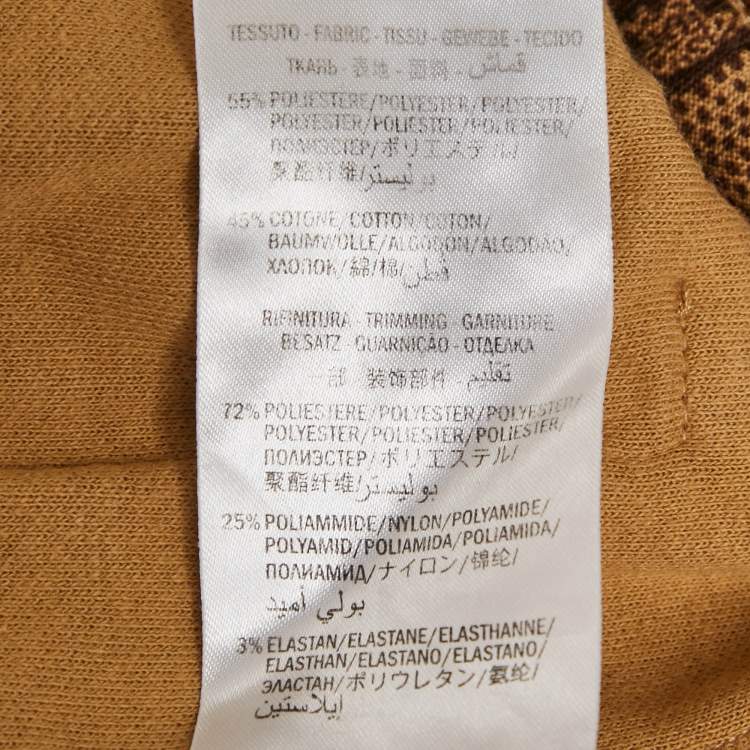 TESSUTO - FABRIC - TISSU - GEWEBE - TECIDO
ТКАНЬ - 表地 - 面料 - قماش
55% POLIESTERE/POLYESTER/POLYESTER/
POLYESTER/POLIESTER/POLIESTER/
ПОЛИЭСТЕР/ポリエステル/
聚酯纤维/بوليستر
45% COTONE/COTTON/COTON/
BAUMWOLLE/ALGODON/ALGODÃO/
ХЛОПОК/綿/棉/قطن
RIFINITURA - TRIMMING - GARNITURE
BESATZ - GUARNIÇÃO - ОТДЕЛКА
一部 - 装饰部件 - تقليم
72% POLIESTERE/POLYESTER/POLYESTER/
POLYESTER/POLIESTER/POLIESTER/
ПОЛИЭСТЕР/ポリエステル/
聚酯纤维/بوليستر
25% POLIAMMIDE/NYLON/POLYAMIDE/
POLYAMID/POLIAMIDA/POLIAMIDA/
ПОЛИАМИД/ナイロン/锦纶/
بولي أميد
3% ELASTAN/ELASTANE/ELASTHANNE/
ELASTHAN/ELASTANO/ELASTANO/
ЭЛАСТАН/ポリウレタン/氨纶/
إيلاستين